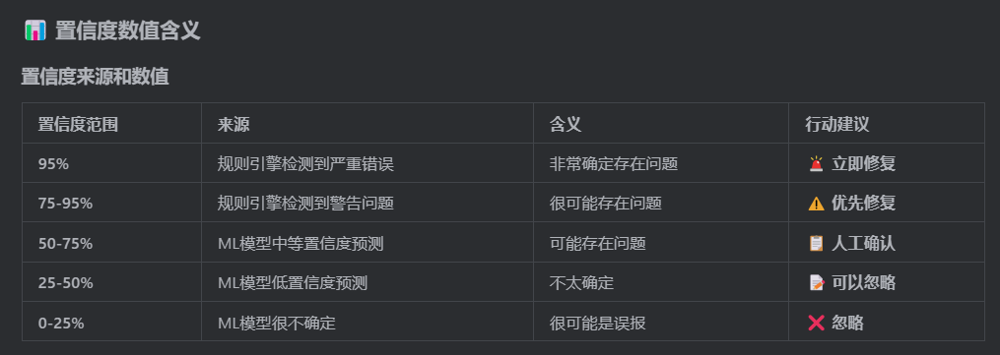 📊 置信度数值含义
置信度来源和数值
置信度范围 来源 含义 行动建议
95% 规则引擎检测到严重错误 非常确定存在问题 🚨 立即修复
75-95% 规则引擎检测到警告问题 很可能存在问题 ⚠️ 优先修复
50-75% ML模型中等置信度预测 可能存在问题 📋 人工确认
25-50% ML模型低置信度预测 不太确定 📝 可以忽略
0-25% ML模型很不确定 很可能是误报 ❌ 忽略